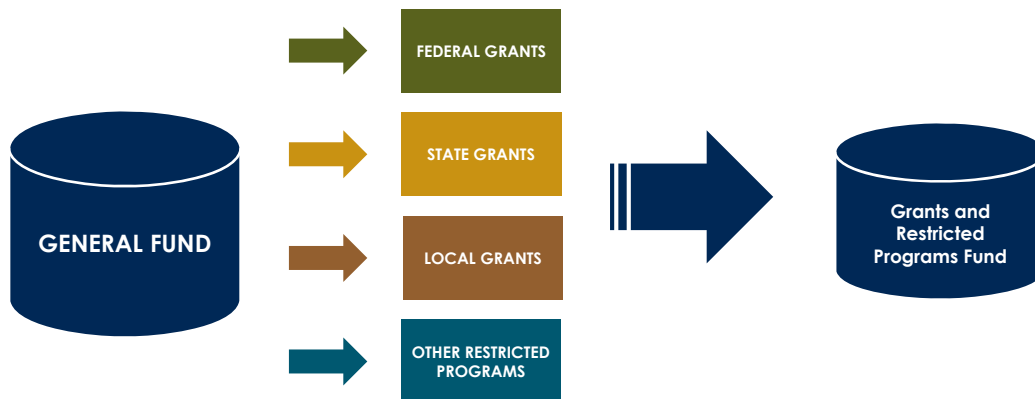 GENERAL FUND
FEDERAL GRANTS
STATE GRANTS
LOCAL GRANTS
OTHER RESTRICTED
PROGRAMS
Grants and
Restricted
Programs Fund